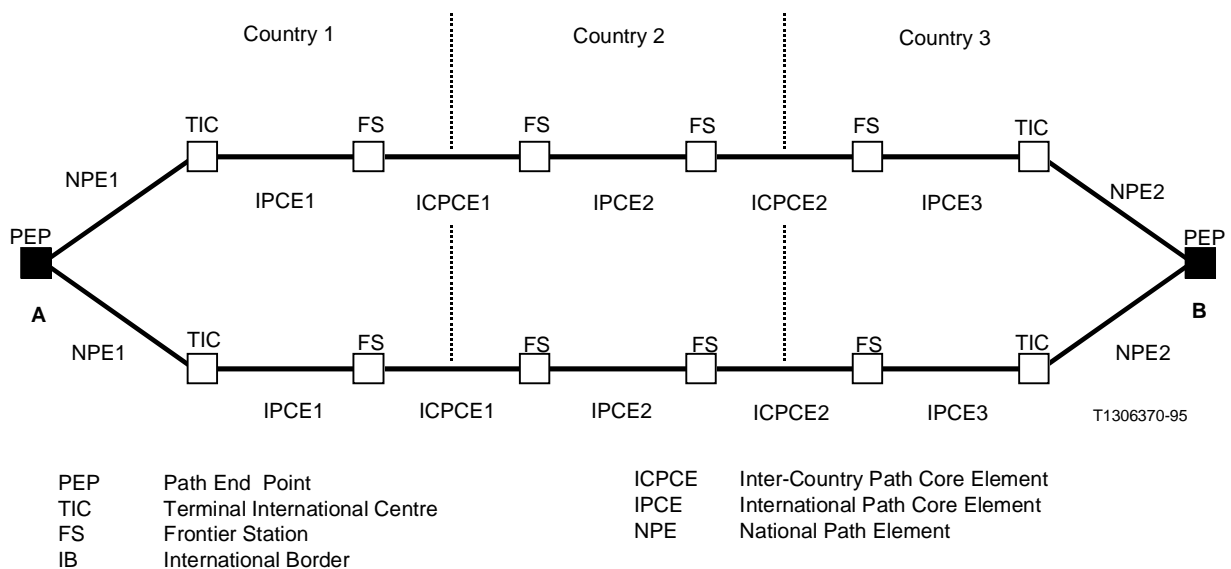 Country 1 Country 2 Country 3
TIC FS FS FS FS TIC
NPE1 NPE2
IPCE1 ICPCE1 IPCE2 ICPCE2 IPCE3
PEP PEP
A B
NPE1 NPE2
TIC FS FS FS FS TIC
IPCE1 ICPCE1 IPCE2 ICPCE2 IPCE3
T1306370-95
PEP Path End Point
TIC Terminal International Centre
FS Frontier Station
IB International Border
ICPCE Inter-Country Path Core Element
IPCE International Path Core Element
NPE National Path Element